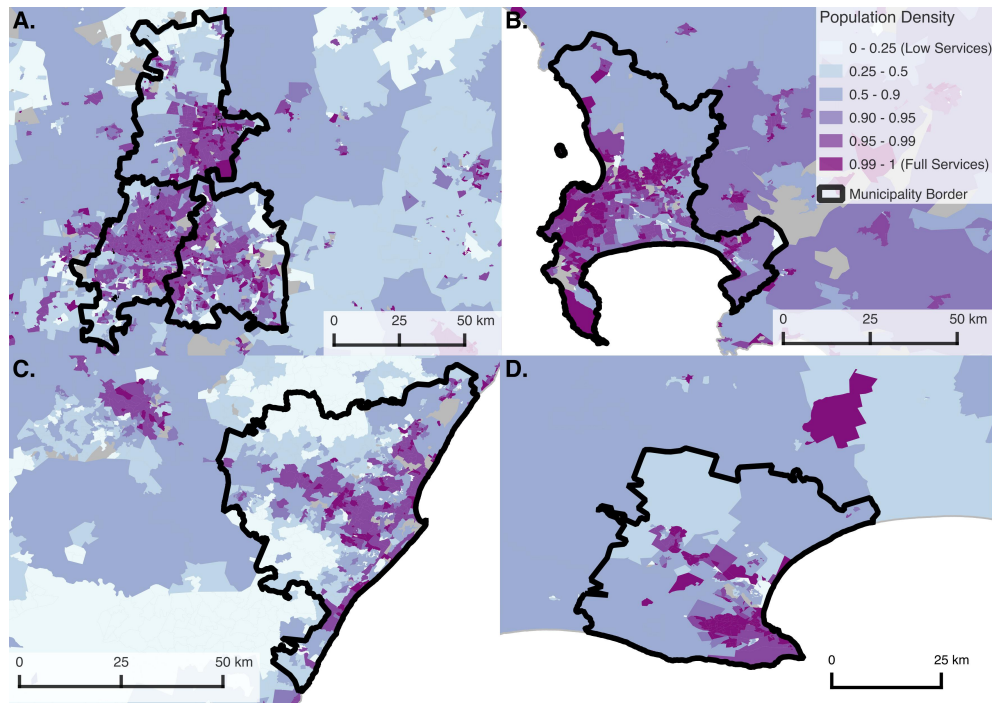 A.
B.
Population Density
0 - 0.25 (Low Services)
0.25 - 0.5
0.5 - 0.9
0.90 - 0.95
0.95 - 0.99
0.99 - 1 (Full Services)
Municipality Border
0 25 50 km
0 25 50 km
C.
D.
0 25 50 km
0 25 km